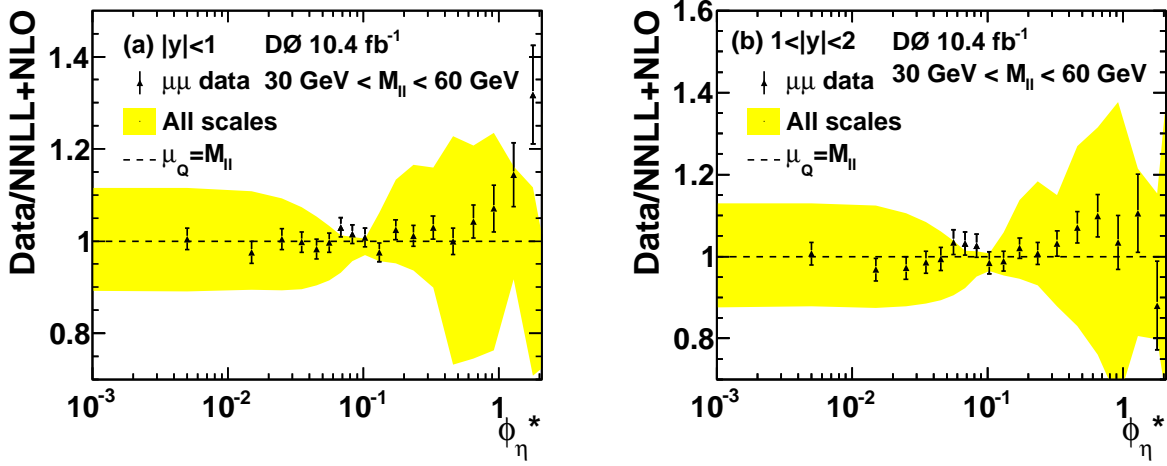 Data/NNLL+NLO
(a) |y|<1 DØ 10.4 fb⁻¹
μμ data 30 GeV < M_ll < 60 GeV
All scales
μ_Q=M_ll
1.4
1.2
1
0.8
10⁻³ 10⁻² 10⁻¹ 1
ϕ_η*
Data/NNLL+NLO
(b) 1<|y|<2 DØ 10.4 fb⁻¹
μμ data 30 GeV < M_ll < 60 GeV
All scales
μ_Q=M_ll
1.6
1.4
1.2
1
0.8
10⁻³ 10⁻² 10⁻¹ 1
ϕ_η*